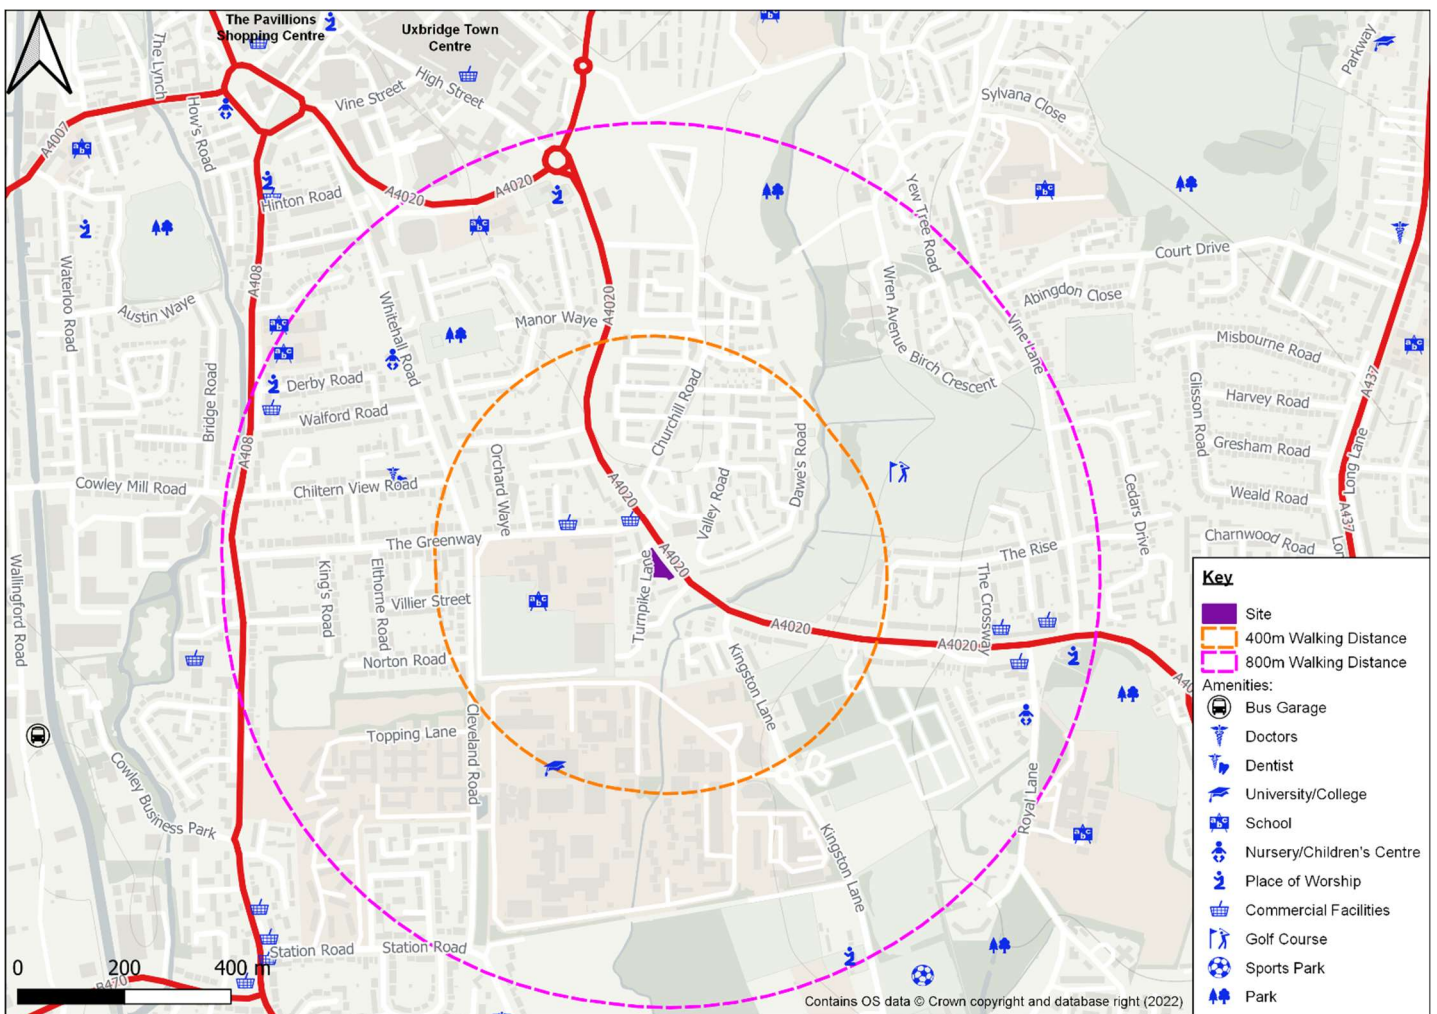 The Pavillions
Shopping Centre
Uxbridge Town
Centre
The Lynch
High Street
Vine Street
How's Road
A4007
Parkway
Sylvana Close
Hinton Road
A4020
A4020
Yew Tree Road
Court Drive
Waterloo Road
Austin Waye
A408
Whitehall Road
Manor Waye
A4020
Wren Avenue
Abingdon Close
Vine Lane
Misbourne Road
Birch Crescent
Derby Road
Walford Road
Bridge Road
A408
Churchill Road
Glisson Road
Harvey Road
A437
Gresham Road
Long Lane
Weald Road
Cowley Mill Road
Chiltern View Road
Orchard Waye
A4020
Valley Road
Dawe's Road
Cedars Drive
A437
Charnwood Road
Lon
The Greenway
The Rise
Wallingford Road
King's Road
Elthorne Road
Villier Street
Turnpike Lane
A4020
The Crossway
A4020
A4020
Norton Road
Kingston Lane
A40
Topping Lane
Cleveland Road
Cowley Business Park
Royal Lane
Kingston Lane
Station Road
Station Road
B470
0 200 400 m
Contains OS data © Crown copyright and database right (2022)
Key
Site
400m Walking Distance
800m Walking Distance
Amenities:
Bus Garage
Doctors
Dentist
University/College
School
Nursery/Children's Centre
Place of Worship
Commercial Facilities
Golf Course
Sports Park
Park